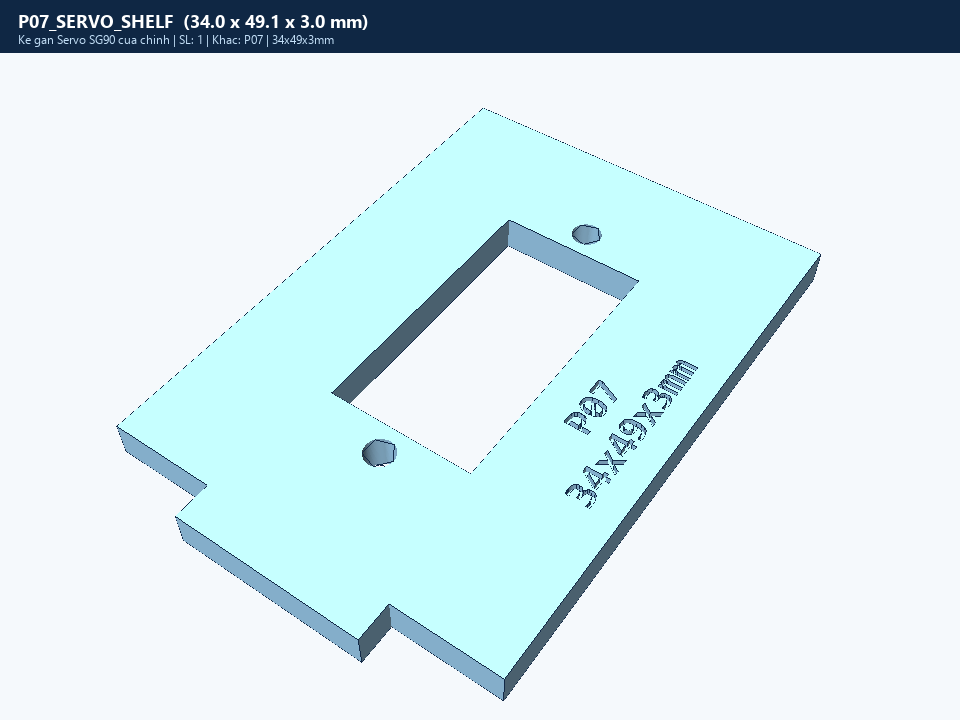 P07_SERVO_SHELF (34.0 x 49.1 x 3.0 mm)
Ke gan Servo SG90 cua chinh | SL: 1 | Khac: P07 | 34x49x3mm
P07
34x49x3mm